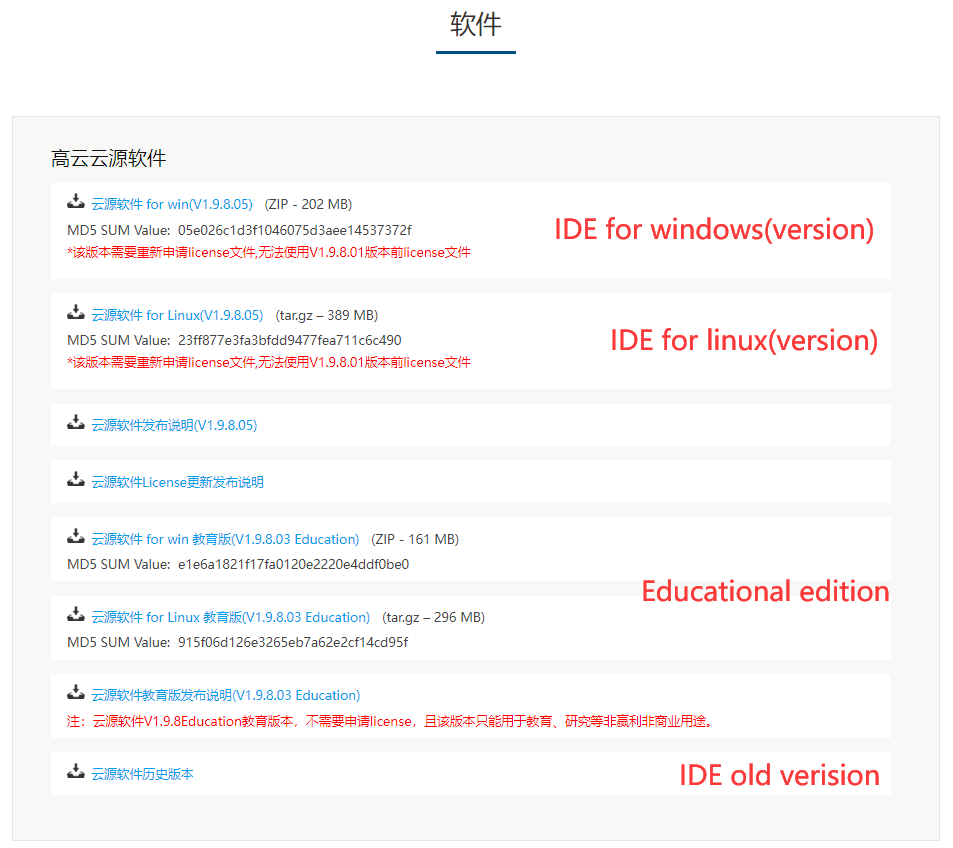 软件
高云云源软件
云源软件 for win(V1.9.8.05) (ZIP - 202 MB)
MD5 SUM Value: 05e026c1d3f1046075d3aee14537372f
IDE for windows(version)
*该版本需要重新申请license文件,无法使用V1.9.8.01版本前license文件
云源软件 for Linux(V1.9.8.05) (tar.gz – 389 MB)
MD5 SUM Value: 23ff877e3fa3bfdd9477fea711c6c490
IDE for linux(version)
*该版本需要重新申请license文件,无法使用V1.9.8.01版本前license文件
云源软件发布说明(V1.9.8.05)
云源软件License更新发布说明
云源软件 for win 教育版(V1.9.8.03 Education) (ZIP - 161 MB)
MD5 SUM Value: e1e6a1821f17fa0120e2220e4ddf0be0
Educational edition
云源软件 for Linux 教育版(V1.9.8.03 Education) (tar.gz – 296 MB)
MD5 SUM Value: 915f06d126e3265eb7a62e2cf14cd95f
云源软件教育版发布说明(V1.9.8.03 Education)
注：云源软件V1.9.8Education教育版本，不需要申请license，且该版本只能用于教育、研究等非赢利非商业用途。
云源软件历史版本
IDE old verision